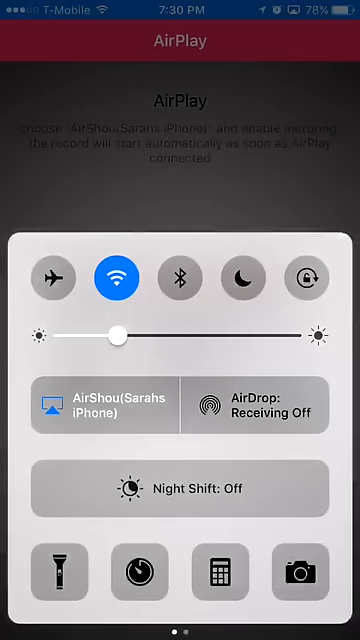 T-Mobile 7:30 PM 78%
AirPlay
AirPlay
choose "AirShou(Sarahs iPhone)" and enable mirroring
the record will start automatically as soon as AirPlay
connected
AirShou(Sarahs
iPhone)
AirDrop:
Receiving Off
Night Shift: Off